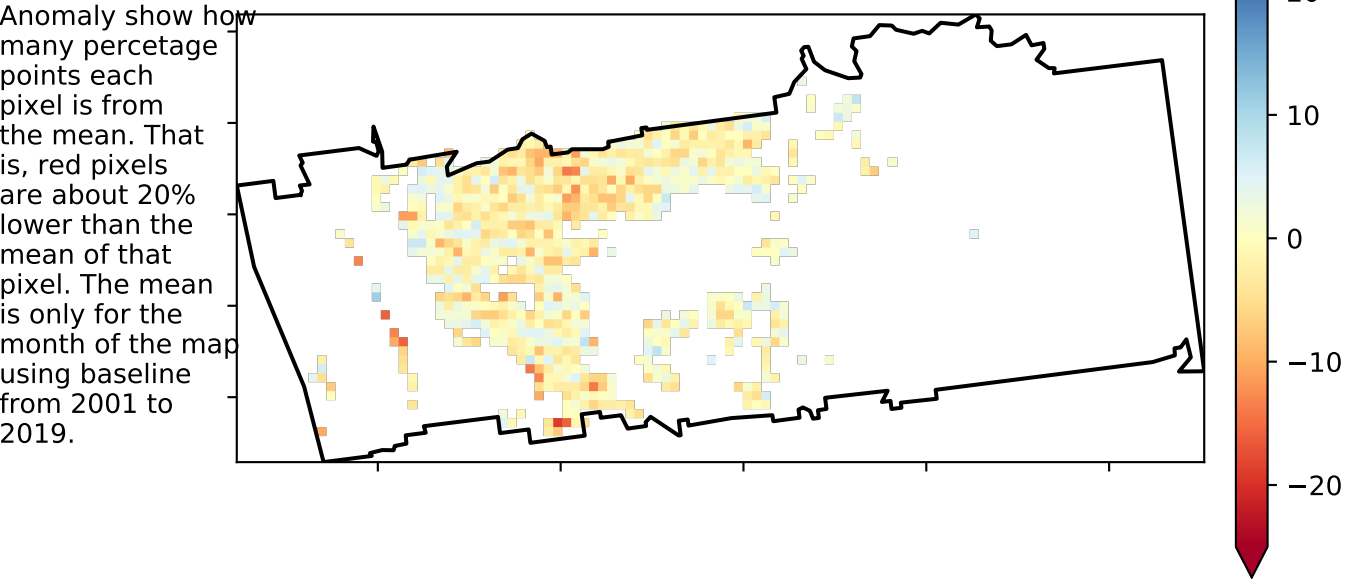 Anomaly show how
many percetage
points each
pixel is from
the mean. That
is, red pixels
are about 20%
lower than the
mean of that
pixel. The mean
is only for the
month of the map
using baseline
from 2001 to
2019.
10
0
−10
−20